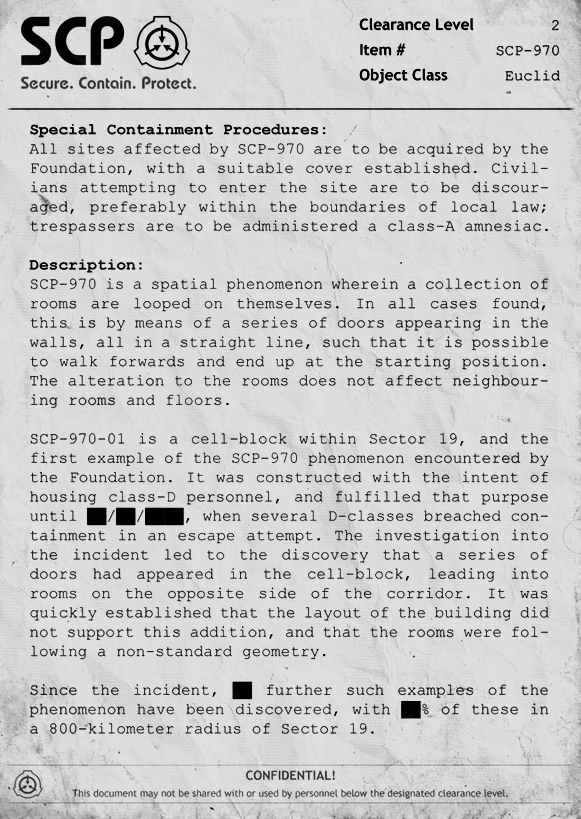 SCP
Secure. Contain. Protect.
Clearance Level 2
Item # SCP-970
Object Class Euclid
Special Containment Procedures:
All sites affected by SCP-970 are to be acquired by the
Foundation, with a suitable cover established. Civil-
ians attempting to enter the site are to be discour-
aged, preferably within the boundaries of local law;
trespassers are to be administered a class-A amnesiac.
Description:
SCP-970 is a spatial phenomenon wherein a collection of
rooms are looped on themselves. In all cases found,
this is by means of a series of doors appearing in the
walls, all in a straight line, such that it is possible
to walk forwards and end up at the starting position.
The alteration to the rooms does not affect neighbour-
ing rooms and floors.
SCP-970-01 is a cell-block within Sector 19, and the
first example of the SCP-970 phenomenon encountered by
the Foundation. It was constructed with the intent of
housing class-D personnel, and fulfilled that purpose
until ██/██/████, when several D-classes breached con-
tainment in an escape attempt. The investigation into
the incident led to the discovery that a series of
doors had appeared in the cell-block, leading into
rooms on the opposite side of the corridor. It was
quickly established that the layout of the building did
not support this addition, and that the rooms were fol-
lowing a non-standard geometry.
Since the incident, ██ further such examples of the
phenomenon have been discovered, with ██% of these in
a 800-kilometer radius of Sector 19.
CONFIDENTIAL!
This document may not be shared with or used by personnel below the designated clearance level.